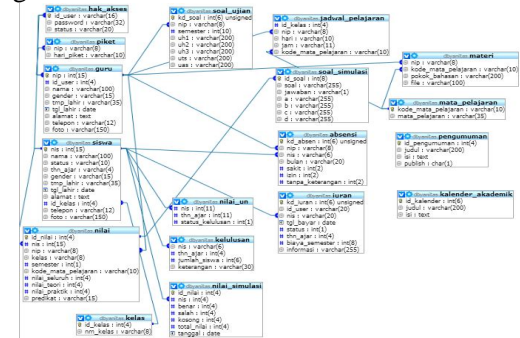 hak_akses
id_user : varchar(16)
password : varchar(32)
status : varchar(20)
piket
nip : varchar(8)
hari_piket : varchar(10)
guru
nip : int(15)
id_user : int(4)
nama : varchar(100)
gender : varchar(15)
tmp_lahir : varchar(35)
tgl_lahir : date
alamat : text
telepon : varchar(12)
foto : varchar(150)
siswa
nis : int(15)
nama : varchar(100)
status : varchar(10)
thn_ajar : varchar(4)
gender : varchar(15)
tmp_lahir : varchar(35)
tgl_lahir : date
alamat : text
id_kelas : int(4)
telepon : varchar(12)
foto : varchar(150)
nilai
id_nilai : int(4)
nis : int(15)
nip : varchar(8)
kelas : varchar(8)
semester : int(1)
kode_mata_pelajaran : varchar(10)
nilai_seluruh : int(4)
nilai_teori : int(4)
nilai_praktik : int(4)
predikat : varchar(15)
kelas
id_kelas : int(4)
nm_kelas : varchar(8)
soal_ujian
kd_soal : int(6) unsigned
nip : varchar(8)
semester : int(10)
uh1 : varchar(200)
uh2 : varchar(200)
uh3 : varchar(200)
uts : varchar(200)
uas : varchar(200)
nilai_un
nis : int(11)
thn_ajar : int(11)
status_kelulusan : int(1)
kelulusan
nis : varchar(6)
thn_ajar : int(4)
jumlah_siswa : int(6)
keterangan : varchar(30)
nilai_simulasi
id_nilai : int(4)
nis : int(4)
benar : int(4)
salah : int(4)
kosong : int(4)
total_nilai : int(4)
tanggal : date
jadwal_pelajaran
id_kelas : int(4)
nip : varchar(8)
hari : varchar(10)
jam : varchar(11)
kode_mata_pelajaran : varchar(10)
soal_simulasi
id_soal : int(8)
soal : varchar(255)
jawaban : varchar(1)
a : varchar(255)
b : varchar(255)
c : varchar(255)
d : varchar(255)
absensi
kd_absen : int(6) unsigned
nip : varchar(8)
nis : varchar(6)
bulan : varchar(20)
sakit : int(2)
izin : int(2)
tanpa_keterangan : int(2)
iuran
kd_iuran : int(6) unsigned
id_user : varchar(20)
nis : varchar(20)
tgl_bayar : date
status : int(1)
thn_ajar : int(4)
biaya_semester : int(8)
informasi : varchar(255)
materi
nip : varchar(8)
kode_mata_pelajaran : varchar(10)
pokok_bahasan : varchar(200)
file : varchar(100)
mata_pelajaran
kode_mata_pelajaran : varchar(10)
mata_pelajaran : varchar(35)
pengumuman
id_pengumuman : int(4)
judul : varchar(200)
isi : text
publish : char(1)
kalender_akademik
id_kalender : int(6)
judul : varchar(200)
isi : text